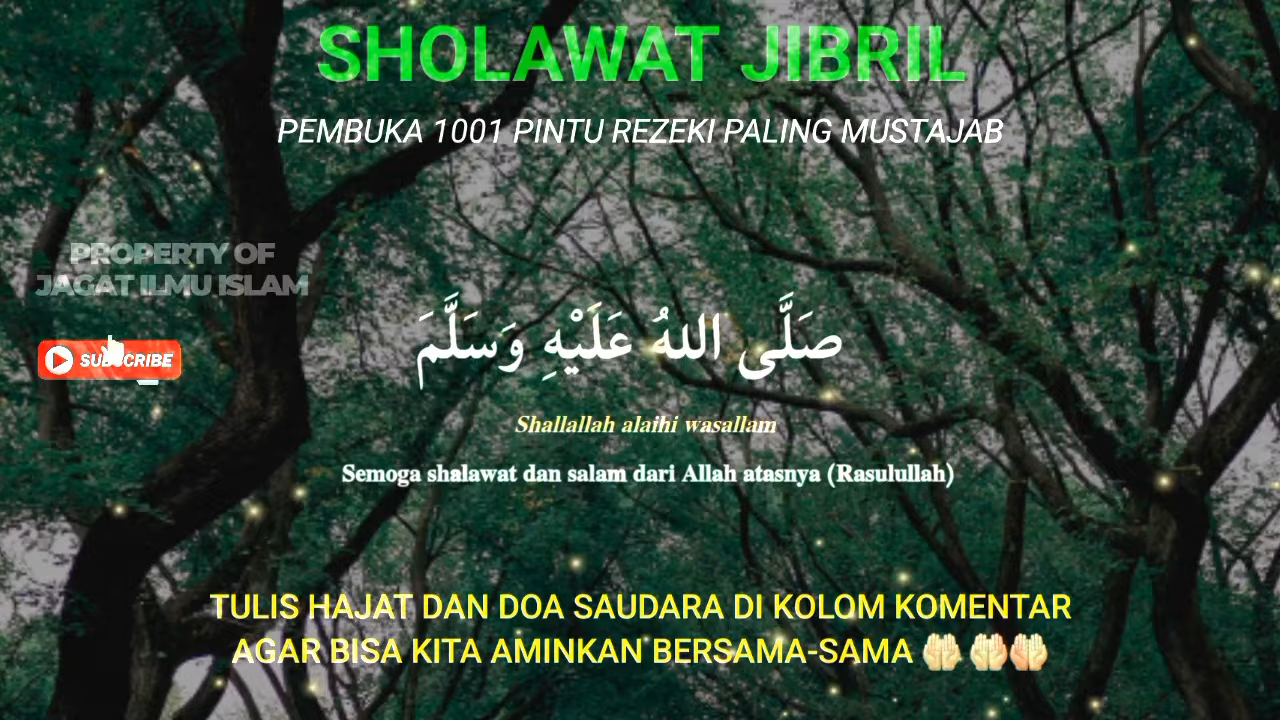 SHOLAWAT JIBRIL
PEMBUKA 1001 PINTU REZEKI PALING MUSTAJAB
PROPERTY OF
JAGAT ILMU ISLAM
SUBSCRIBE
صَلَّى اللهُ عَلَيْهِ وَسَلَّمَ
Shallallah alaihi wasallam
Semoga shalawat dan salam dari Allah atasnya (Rasulullah)
TULIS HAJAT DAN DOA SAUDARA DI KOLOM KOMENTAR
AGAR BISA KITA AMINKAN BERSAMA-SAMA 🤲🏻 🤲🏻🤲🏻